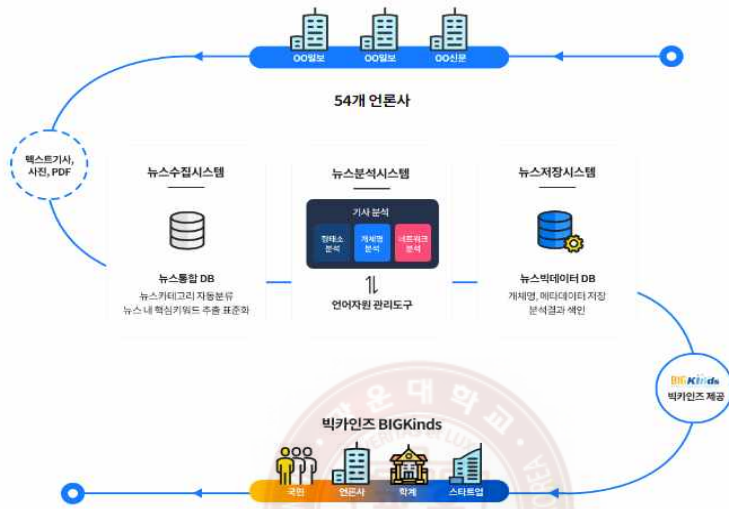 OO일보
OO일보
OO신문
54개 언론사
텍스트기사,
사진, PDF
뉴스수집시스템
뉴스통합 DB
뉴스카테고리 자동분류
뉴스 내 핵심키워드 추출 표준화
뉴스분석시스템
기사 분석
형태소
분석
개체명
분석
네트워크
분석
언어자원 관리도구
뉴스저장시스템
뉴스빅데이터 DB
개체명, 메타데이터 저장
분석결과 색인
BIGKinds
빅카인즈 제공
빅카인즈 BIGKinds
국민
언론사
학계
스타트업